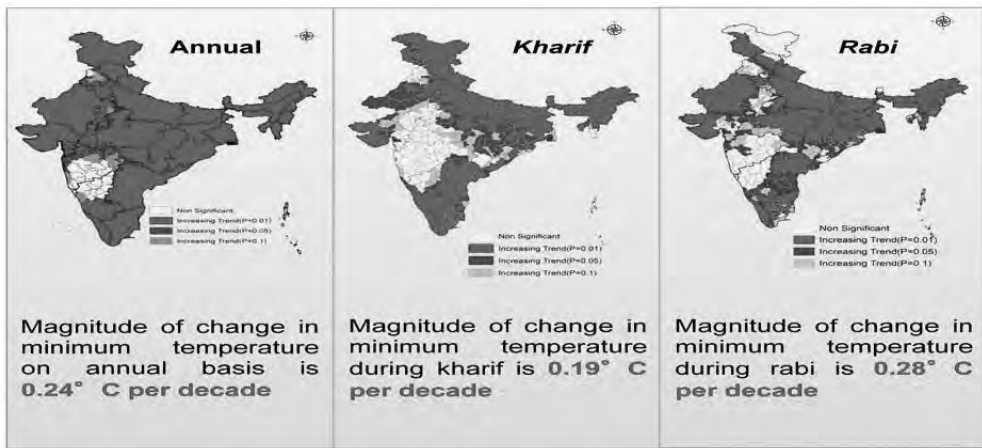 Annual
Non Significant
Increasing Trend(P=0.01)
Increasing Trend(P=0.05)
Increasing Trend(P=0.1)
Magnitude of change in
minimum temperature
on annual basis is
0.24° C per decade
Kharif
Non Significant
Increasing Trend(P=0.01)
Increasing Trend(P=0.05)
Increasing Trend(P=0.1)
Magnitude of change in
minimum temperature
during kharif is 0.19° C
per decade
Rabi
Non Significant
Increasing Trend(P=0.01)
Increasing Trend(P=0.05)
Increasing Trend(P=0.1)
Magnitude of change in
minimum temperature
during rabi is 0.28° C
per decade